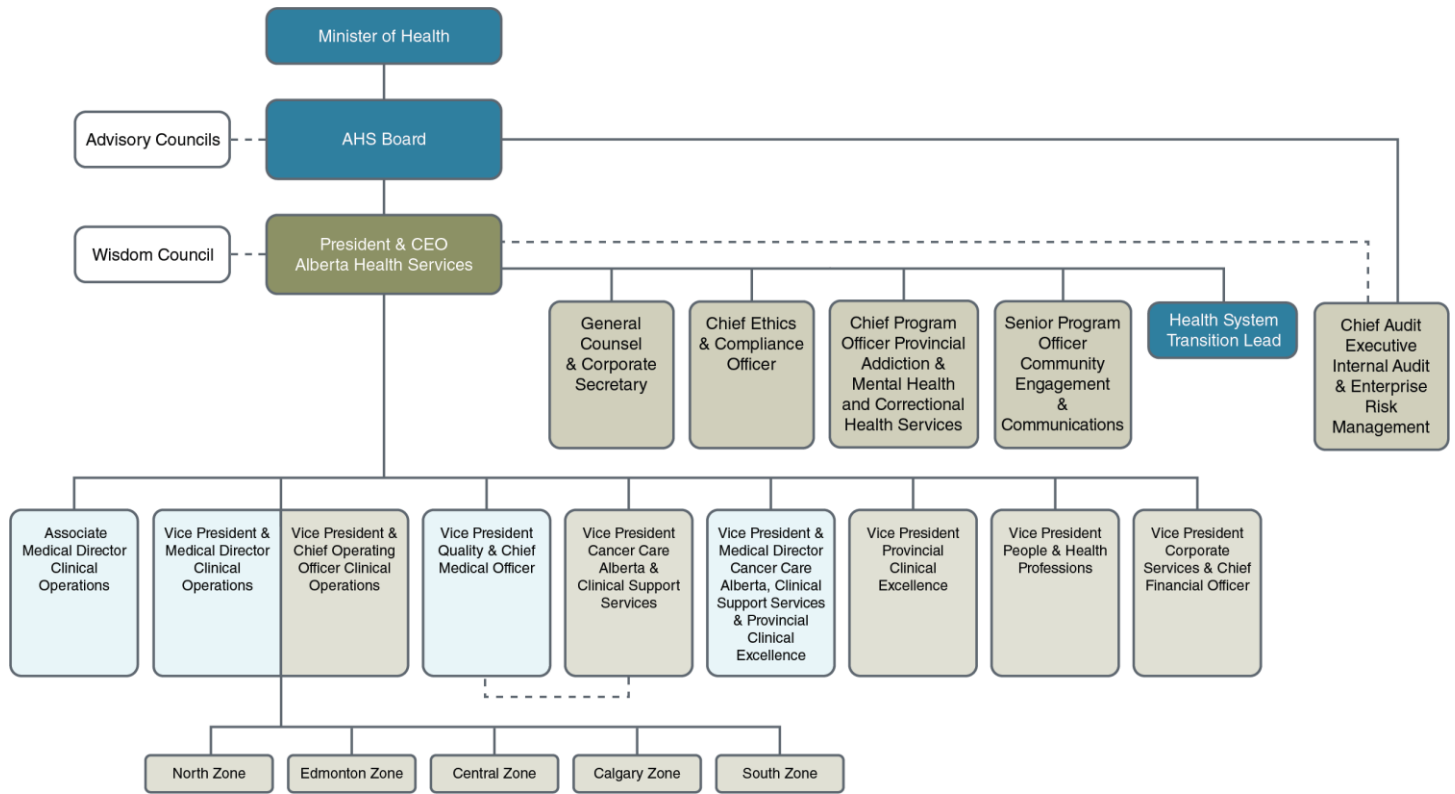 Minister of Health
Advisory Councils
AHS Board
Wisdom Council
President & CEO
Alberta Health Services
General
Counsel
& Corporate
Secretary
Chief Ethics
& Compliance
Officer
Chief Program
Officer Provincial
Addiction &
Mental Health
and Correctional
Health Services
Senior Program
Officer
Community
Engagement
&
Communications
Health System
Transition Lead
Chief Audit
Executive
Internal Audit
& Enterprise
Risk
Management
Associate
Medical Director
Clinical
Operations
Vice President &
Medical Director
Clinical
Operations
Vice President &
Chief Operating
Officer Clinical
Operations
Vice President
Quality & Chief
Medical Officer
Vice President
Cancer Care
Alberta &
Clinical Support
Services
Vice President &
Medical Director
Cancer Care
Alberta, Clinical
Support Services
& Provincial
Clinical
Excellence
Vice President
Provincial
Clinical
Excellence
Vice President
People & Health
Professions
Vice President
Corporate
Services & Chief
Financial Officer
North Zone
Edmonton Zone
Central Zone
Calgary Zone
South Zone